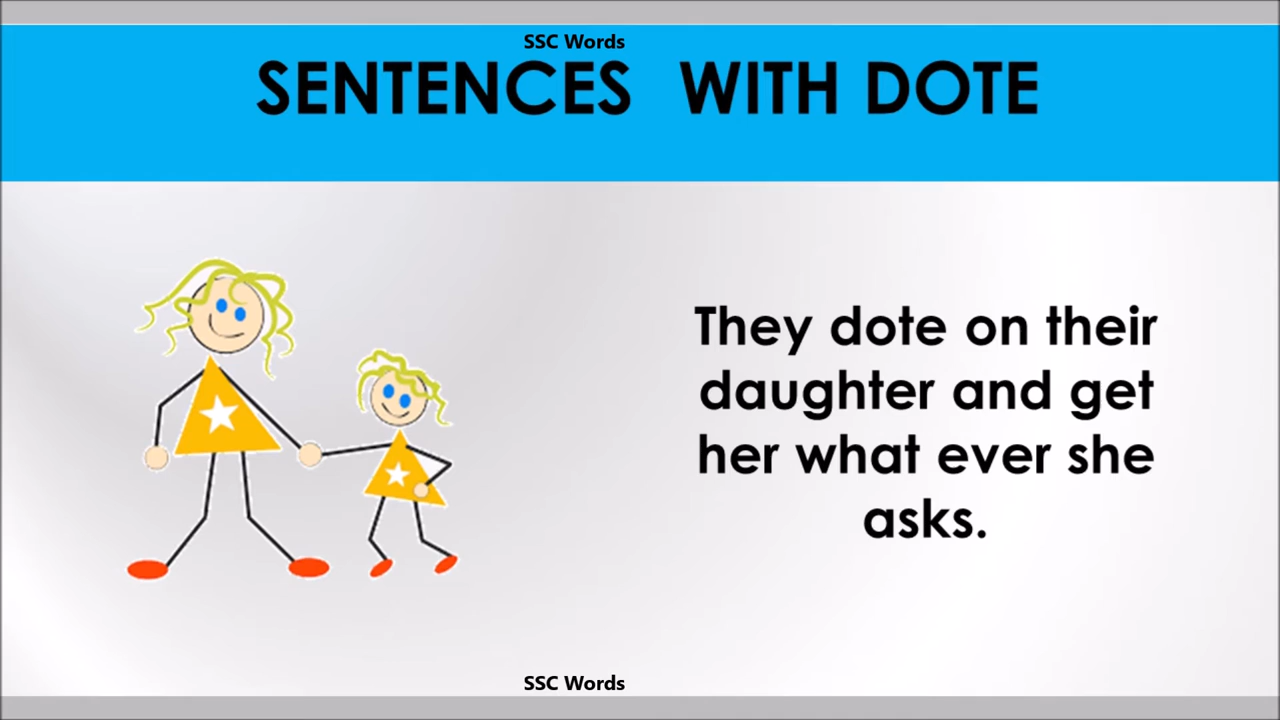 SSC Words
SENTENCES WITH DOTE
They dote on their
daughter and get
her what ever she
asks.
SSC Words